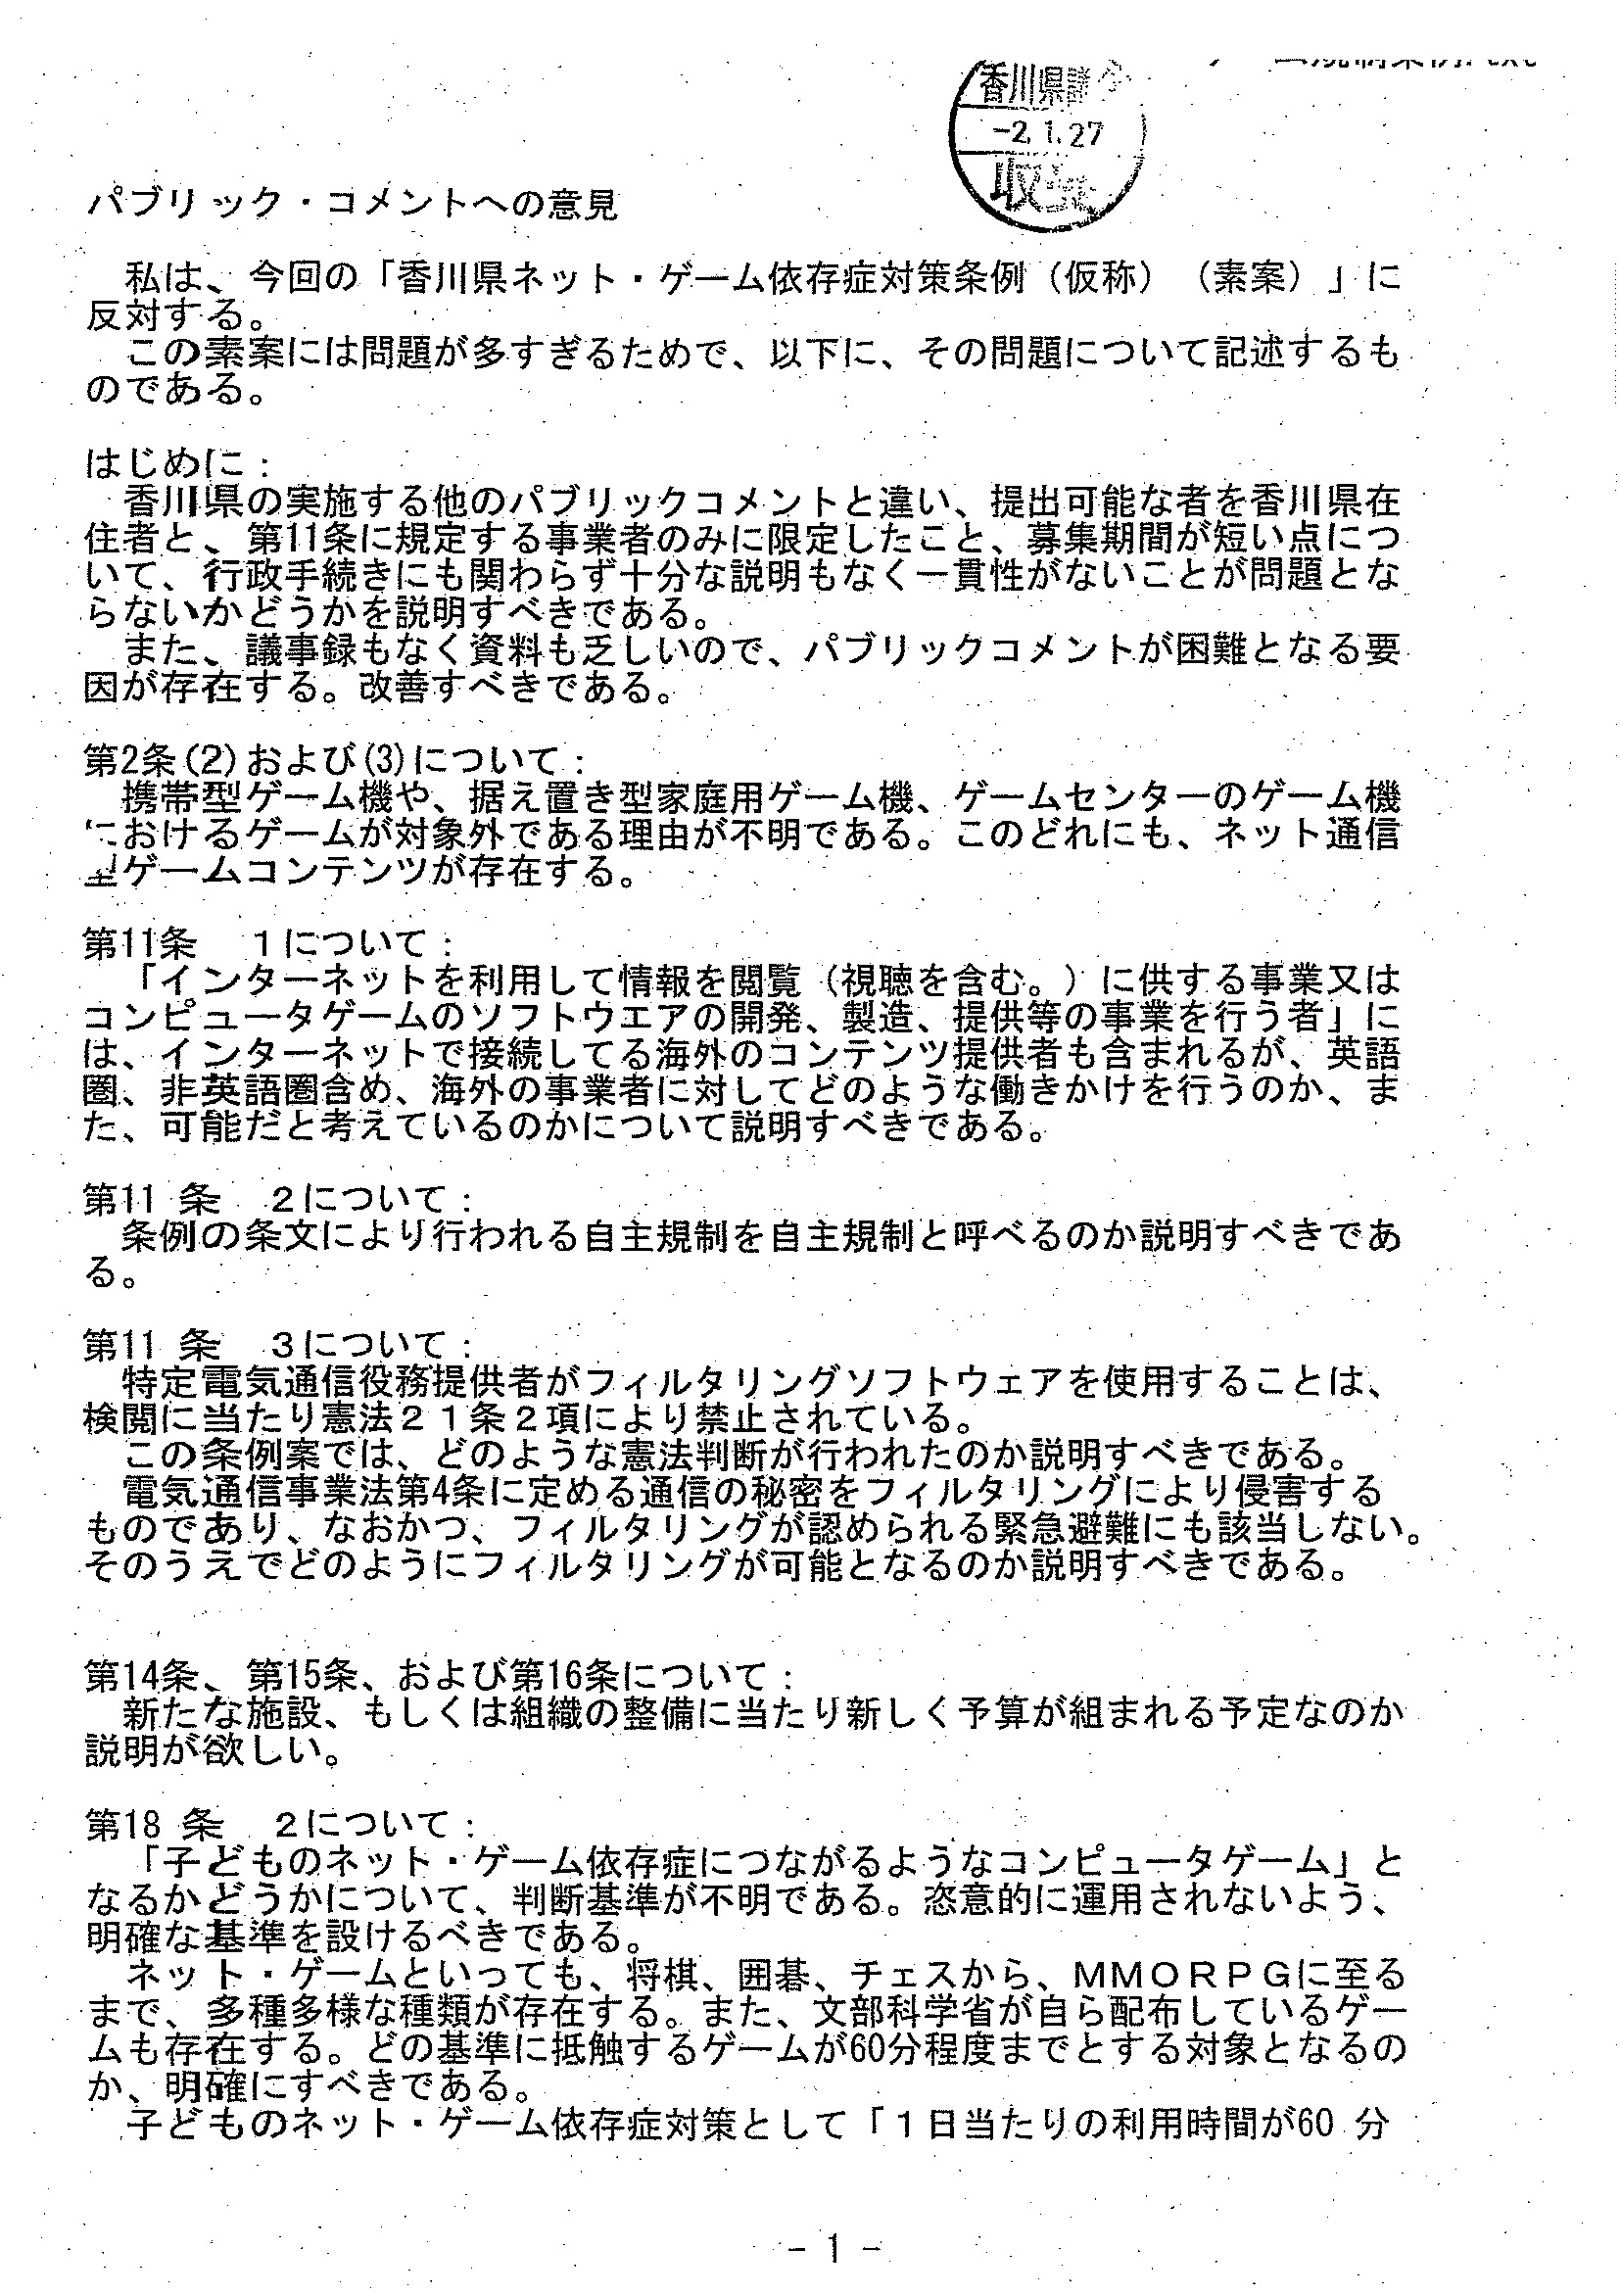 香川県議会
-2.1.27
収受
パブリック・コメントへの意見
私は、今回の「香川県ネット・ゲーム依存症対策条例（仮称）（素案）」に
反対する。
この素案には問題が多すぎるためで、以下に、その問題について記述するも
のである。
はじめに：
香川県の実施する他のパブリックコメントと違い、提出可能な者を香川県在
住者と、第11条に規定する事業者のみに限定したこと、募集期間が短い点につ
いて、行政手続きにも関わらず十分な説明もなく一貫性がないことが問題とな
らないかどうかを説明すべきである。
また、議事録もなく資料も乏しいので、パブリックコメントが困難となる要
因が存在する。改善すべきである。
第2条(2)および(3)について：
携帯型ゲーム機や、据え置き型家庭用ゲーム機、ゲームセンターのゲーム機
におけるゲームが対象外である理由が不明である。このどれにも、ネット通信
型ゲームコンテンツが存在する。
第11条　１について：
「インターネットを利用して情報を閲覧（視聴を含む。）に供する事業又は
コンピュータゲームのソフトウエアの開発、製造、提供等の事業を行う者」に
は、インターネットで接続してる海外のコンテンツ提供者も含まれるが、英語
圏、非英語圏含め、海外の事業者に対してどのような働きかけを行うのか、ま
た、可能だと考えているのかについて説明すべきである。
第11 条　２について：
条例の条文により行われる自主規制を自主規制と呼べるのか説明すべきであ
る。
第11 条　３について：
特定電気通信役務提供者がフィルタリングソフトウェアを使用することは、
検閲に当たり憲法２１条２項により禁止されている。
この条例案では、どのような憲法判断が行われたのか説明すべきである。
電気通信事業法第4条に定める通信の秘密をフィルタリングにより侵害する
ものであり、なおかつ、フィルタリングが認められる緊急避難にも該当しない。
そのうえでどのようにフィルタリングが可能となるのか説明すべきである。
第14条、第15条、および第16条について：
新たな施設、もしくは組織の整備に当たり新しく予算が組まれる予定なのか
説明が欲しい。
第18 条　２について：
「子どものネット・ゲーム依存症につながるようなコンピュータゲーム」と
なるかどうかについて、判断基準が不明である。恣意的に運用されないよう、
明確な基準を設けるべきである。
ネット・ゲームといっても、将棋、囲碁、チェスから、ＭＭＯＲＰＧに至る
まで、多種多様な種類が存在する。また、文部科学省が自ら配布しているゲー
ムも存在する。どの基準に抵触するゲームが60分程度までとする対象となるの
か、明確にすべきである。
子どものネット・ゲーム依存症対策として「１日当たりの利用時間が60 分
- 1 -